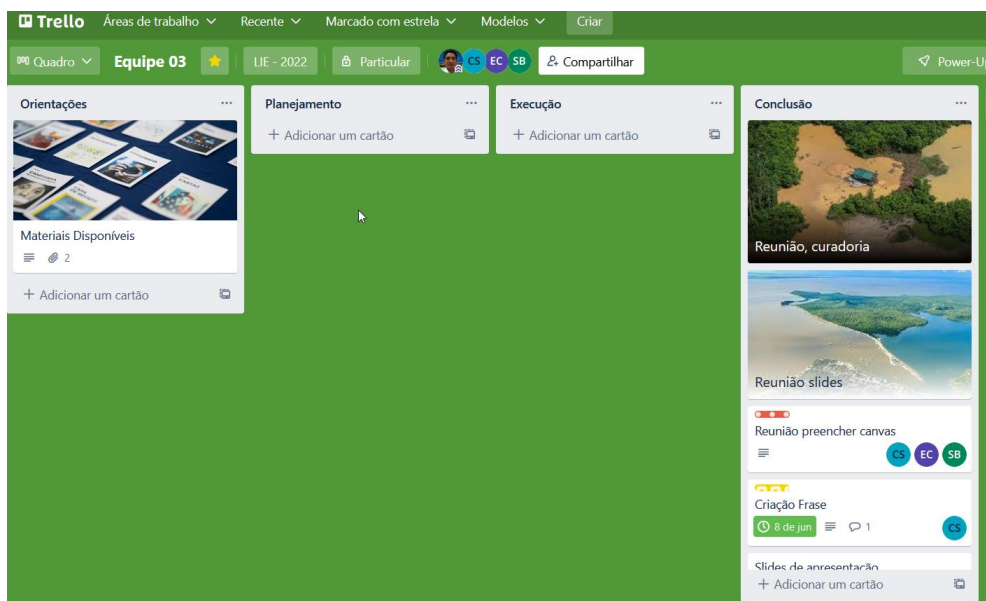 Trello Áreas de trabalho Recente Marcado com estrela Modelos Criar
Quadro Equipe 03 LIE - 2022 Particular CS EC SB Compartilhar Power-U
Orientações
Materiais Disponíveis
2
+ Adicionar um cartão
Planejamento
+ Adicionar um cartão
Execução
+ Adicionar um cartão
Conclusão
Reunião, curadoria
Reunião slides
Reunião preencher canvas
CS EC SB
Criação Frase
8 de jun 1 CS
Slides de apresentação
+ Adicionar um cartão